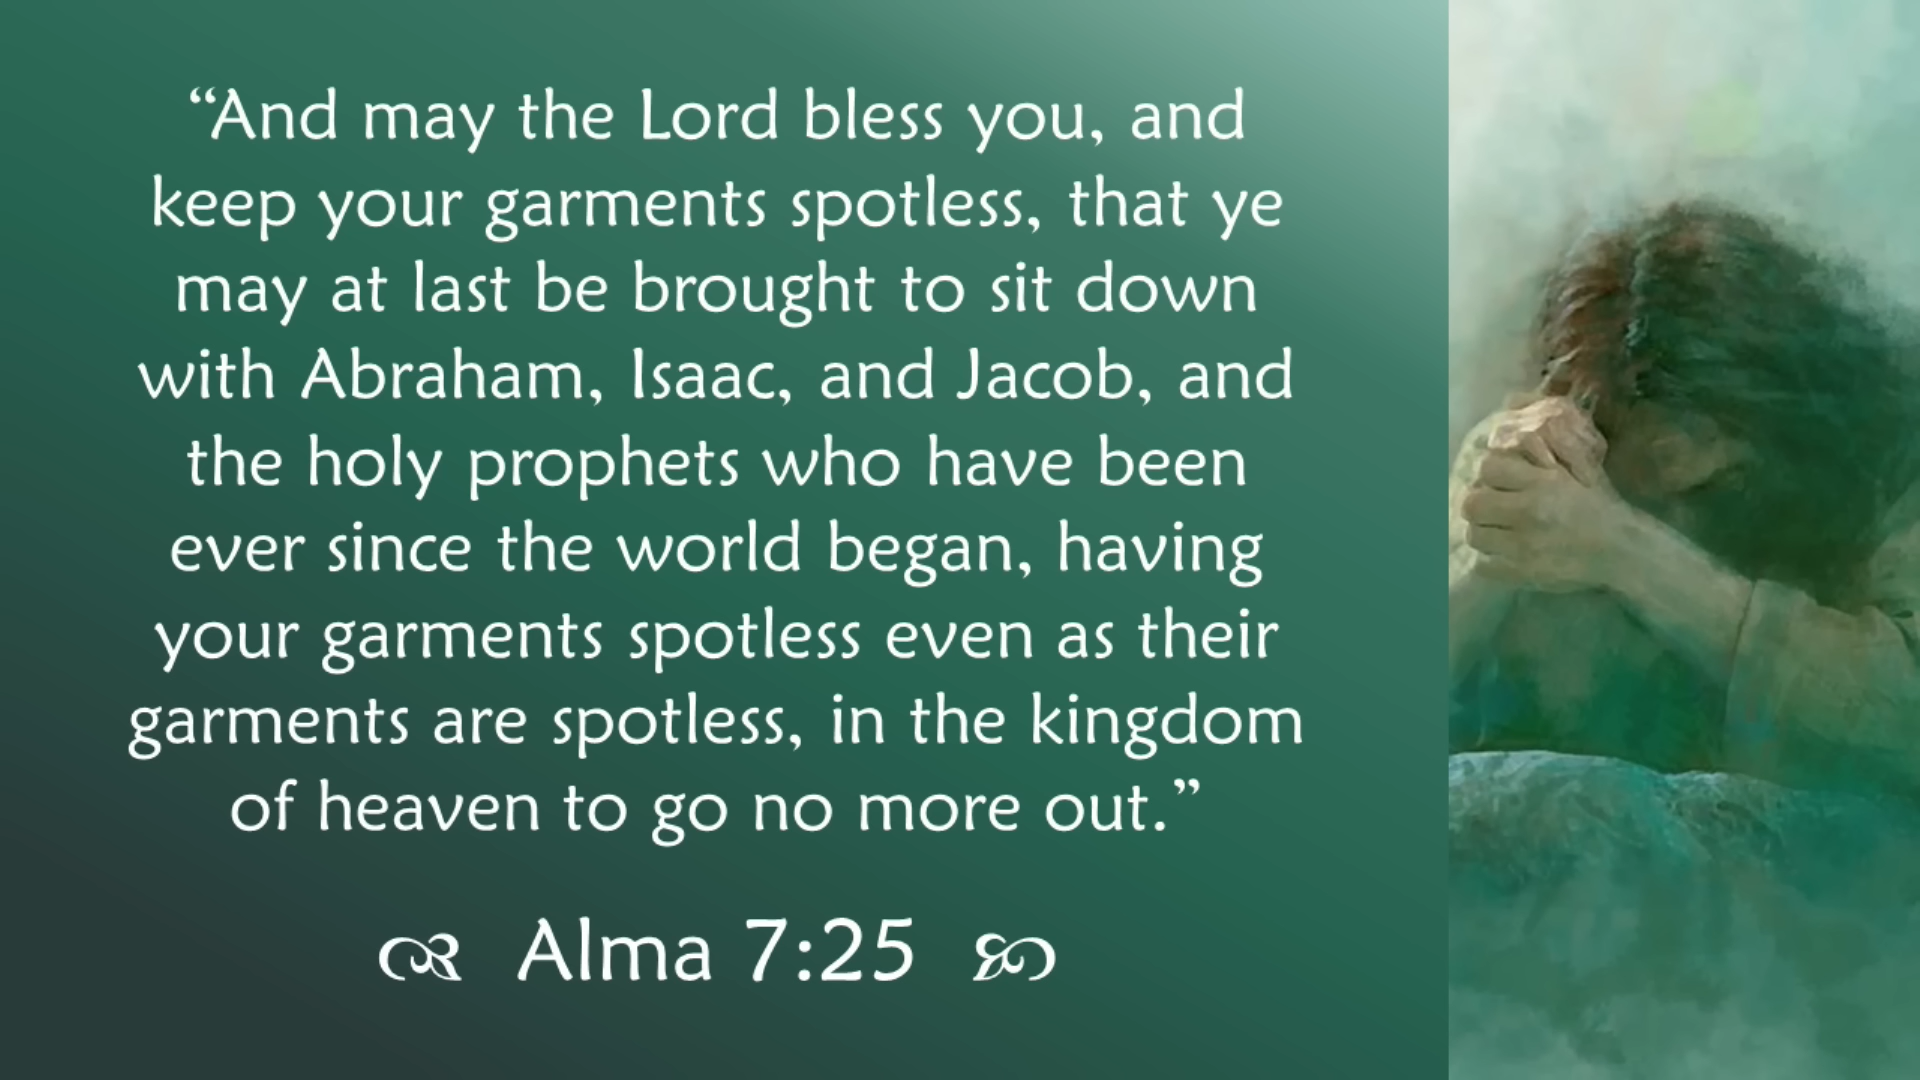 “And may the Lord bless you, and
keep your garments spotless, that ye
may at last be brought to sit down
with Abraham, Isaac, and Jacob, and
the holy prophets who have been
ever since the world began, having
your garments spotless even as their
garments are spotless, in the kingdom
of heaven to go no more out.”
Alma 7:25